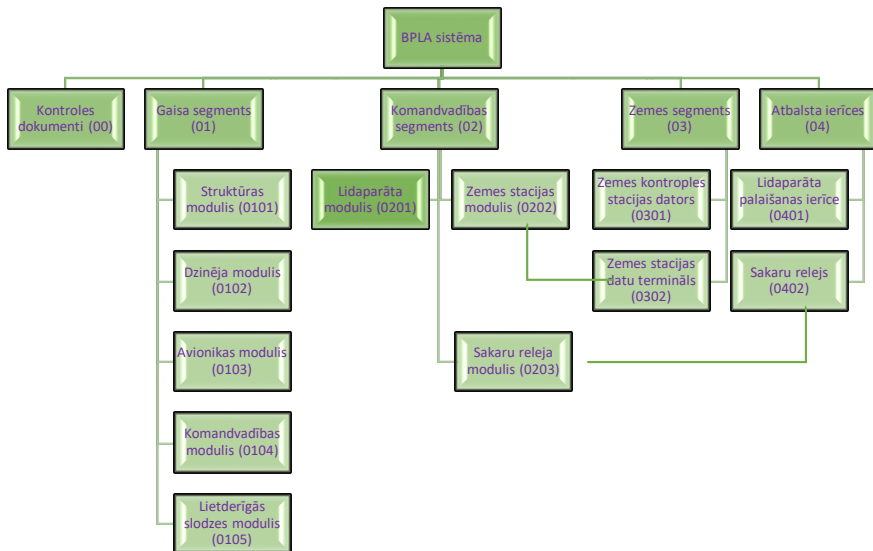 BPLA sistēma
Kontroles
dokumenti (00)
Gaisa segments
(01)
Komandvadības
segments (02)
Zemes segments
(03)
Atbalsta ierīces
(04)
Struktūras
modulis (0101)
Lidaparāta
modulis (0201)
Zemes stacijas
modulis (0202)
Zemes kontroples
stacijas dators
(0301)
Lidaparāta
palaišanas ierīce
(0401)
Dzinēja modulis
(0102)
Zemes stacijas
datu termināls
(0302)
Sakaru relejs
(0402)
Avionikas modulis
(0103)
Sakaru releja
modulis (0203)
Komandvadības
modulis (0104)
Lietderīgās
slodzes modulis
(0105)